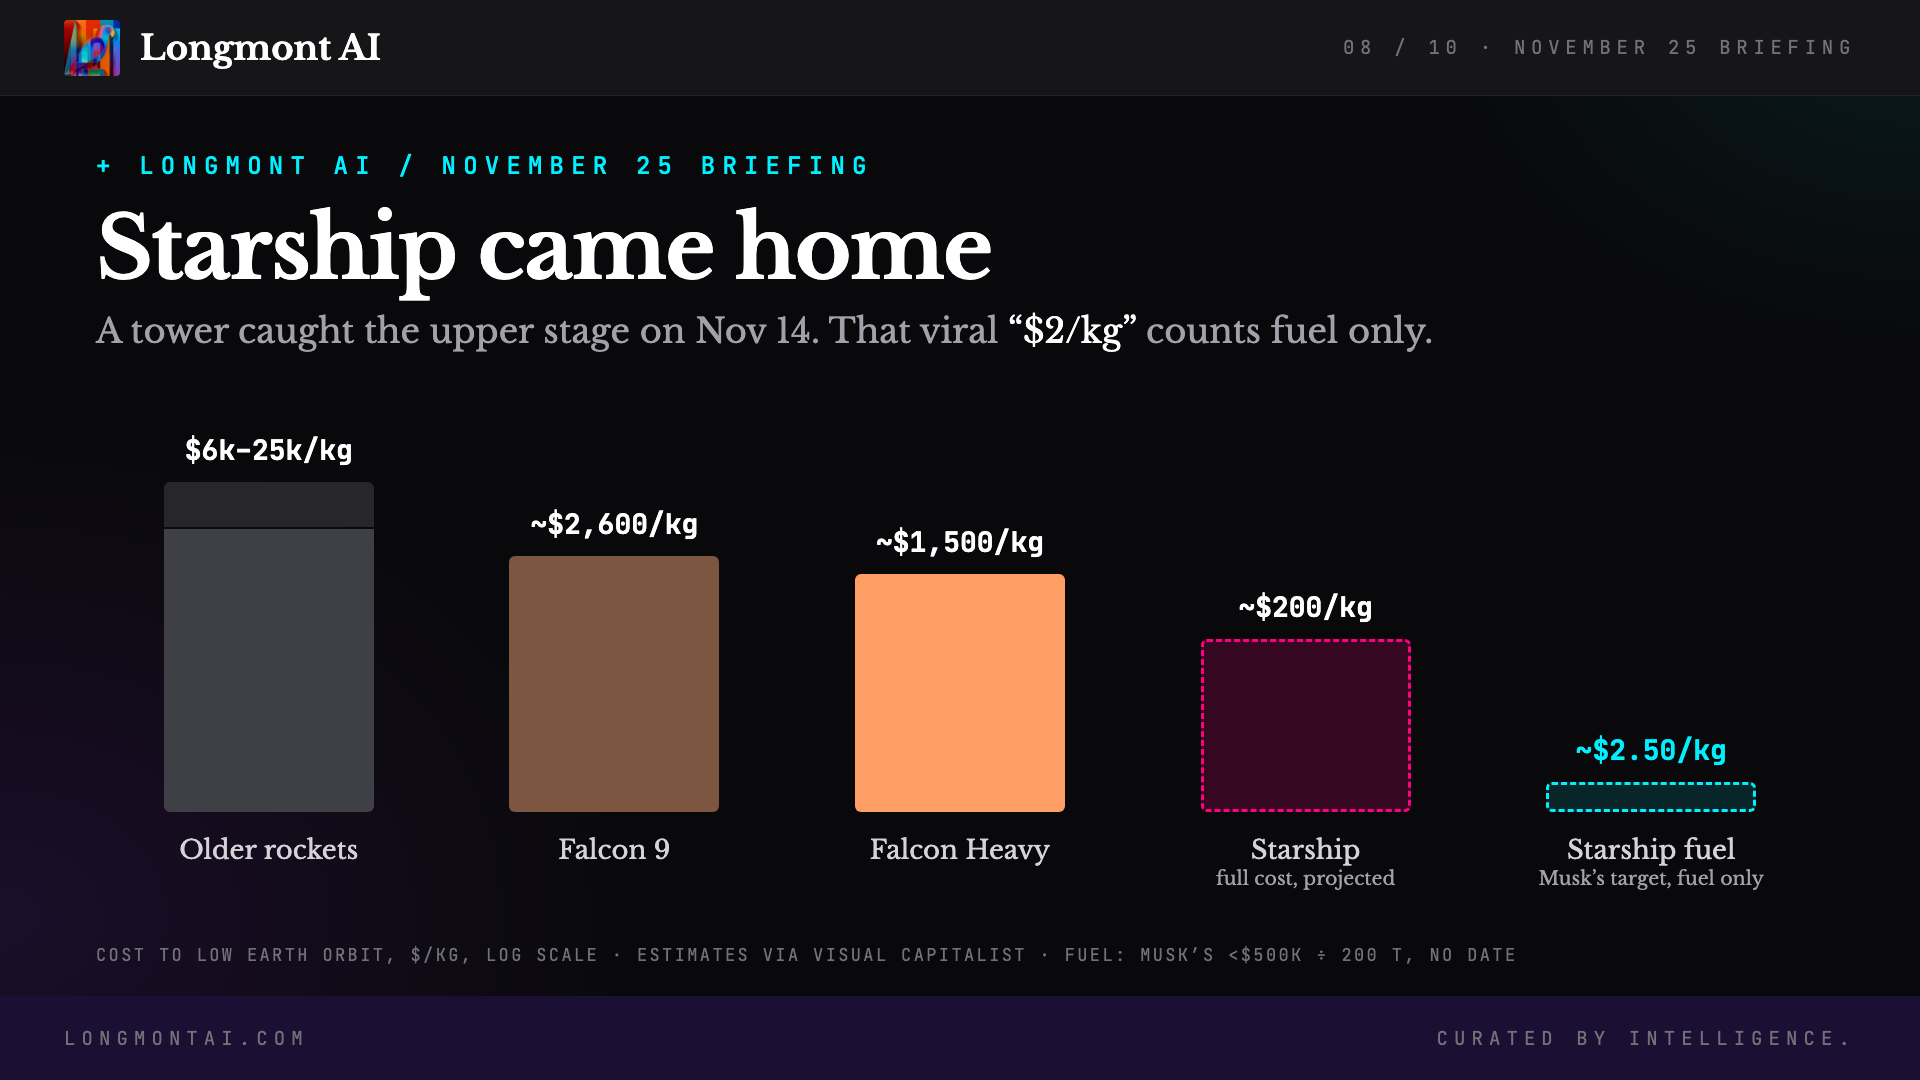 Longmont AI
08 / 10 · NOVEMBER 25 BRIEFING
+ LONGMONT AI / NOVEMBER 25 BRIEFING
Starship came home
A tower caught the upper stage on Nov 14. That viral “$2/kg” counts fuel only.
$6k–25k/kg
~$2,600/kg
~$1,500/kg
~$200/kg
~$2.50/kg
Older rockets
Falcon 9
Falcon Heavy
Starship
full cost, projected
Starship fuel
Musk’s target, fuel only
COST TO LOW EARTH ORBIT, $/KG, LOG SCALE · ESTIMATES VIA VISUAL CAPITALIST · FUEL: MUSK’S <$500K ÷ 200 T, NO DATE
LONGMONTAI.COM
CURATED BY INTELLIGENCE.